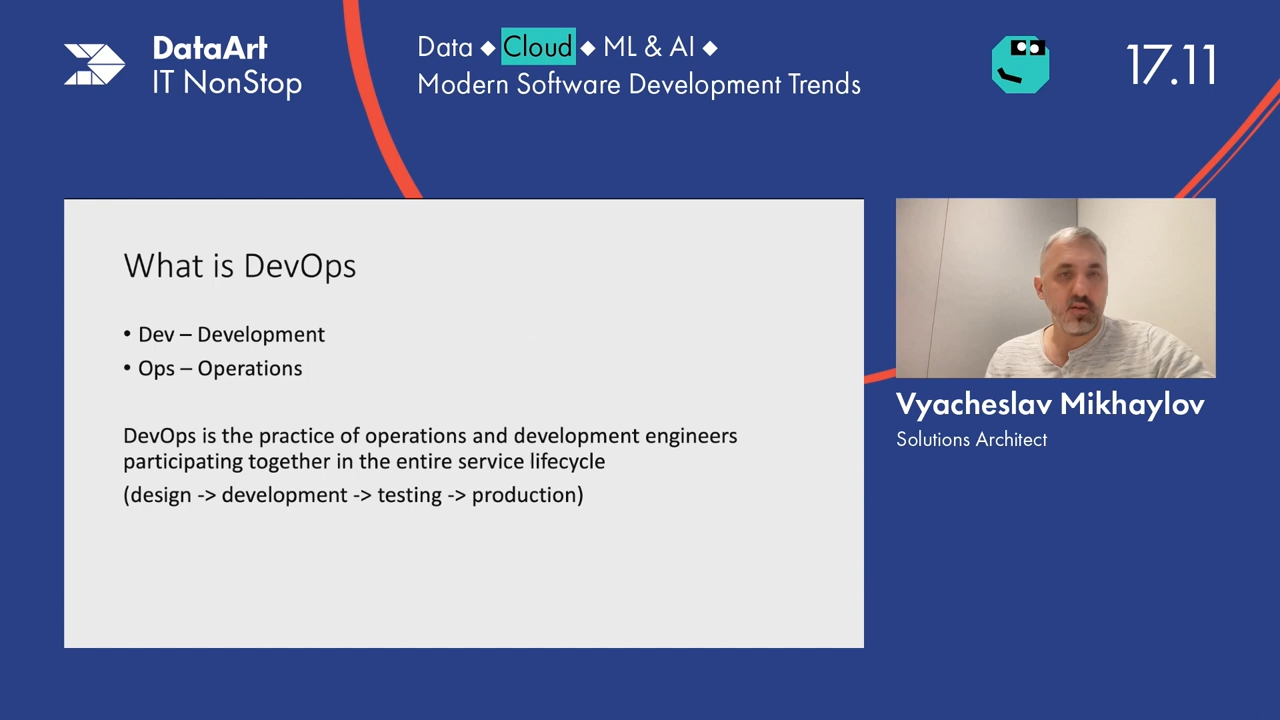 DataArt
IT NonStop
Data ◆ Cloud ◆ ML & AI ◆
Modern Software Development Trends
17.11
What is DevOps
• Dev – Development
• Ops – Operations
DevOps is the practice of operations and development engineers
participating together in the entire service lifecycle
(design -> development -> testing -> production)
Vyacheslav Mikhaylov
Solutions Architect